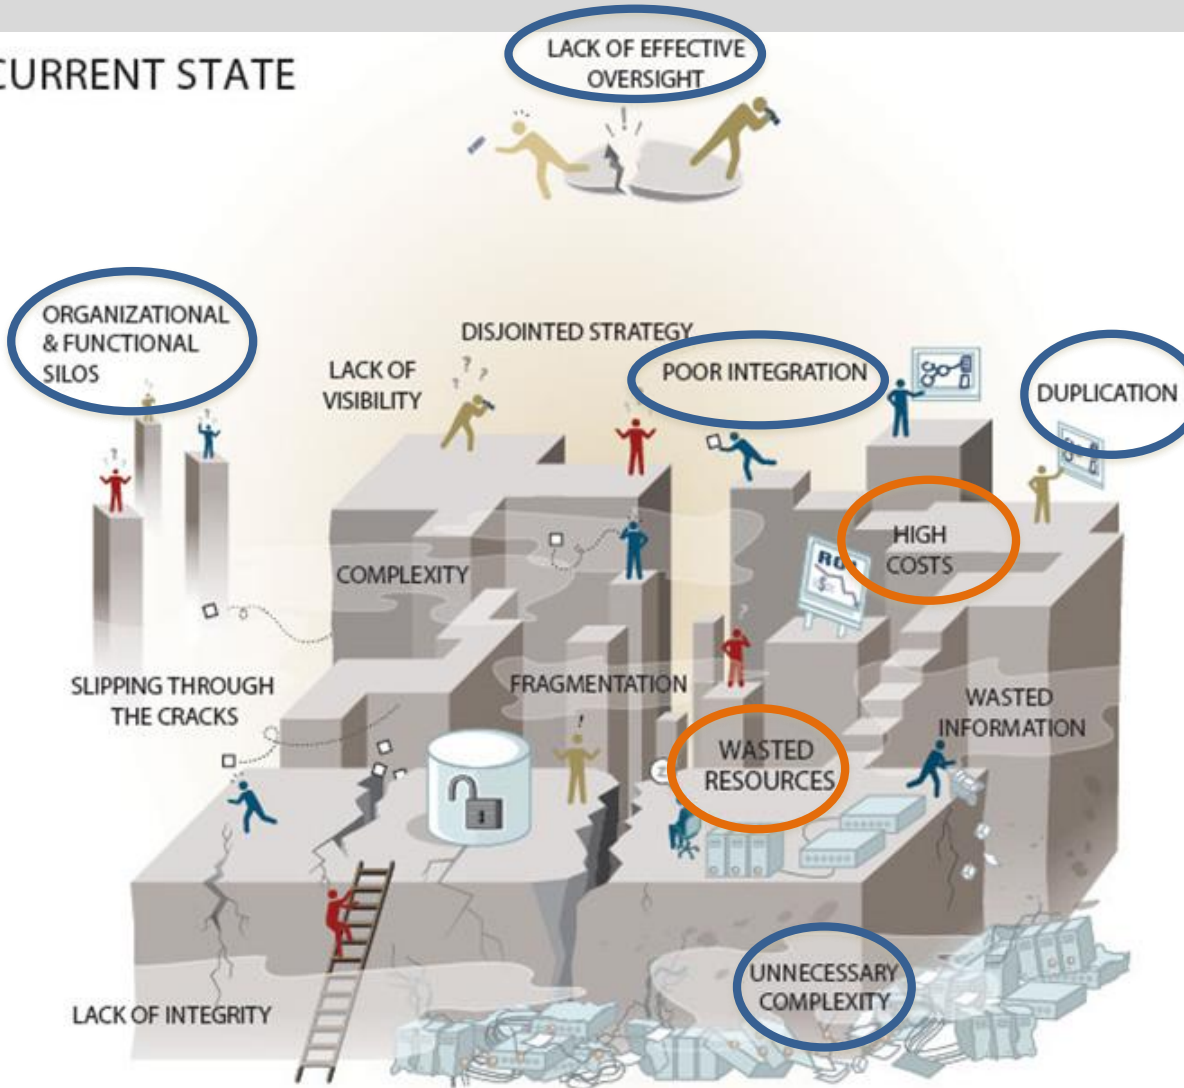 CURRENT STATE
LACK OF EFFECTIVE
OVERSIGHT
ORGANIZATIONAL
& FUNCTIONAL
SILOS
DISJOINTED STRATEGY
LACK OF
VISIBILITY
POOR INTEGRATION
DUPLICATION
HIGH
COSTS
COMPLEXITY
$
SLIPPING THROUGH
THE CRACKS
FRAGMENTATION
WASTED
INFORMATION
WASTED
RESOURCES
Z
UNNECESSARY
COMPLEXITY
LACK OF INTEGRITY